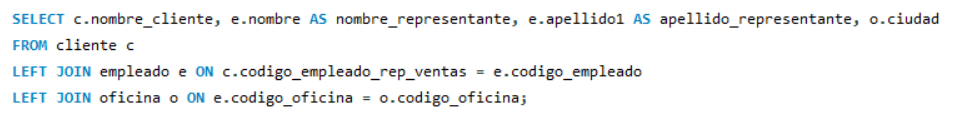 SELECT c.nombre_cliente, e.nombre AS nombre_representante, e.apellido1 AS apellido_representante, o.ciudad
FROM cliente c
LEFT JOIN empleado e ON c.codigo_empleado_rep_ventas = e.codigo_empleado
LEFT JOIN oficina o ON e.codigo_oficina = o.codigo_oficina;